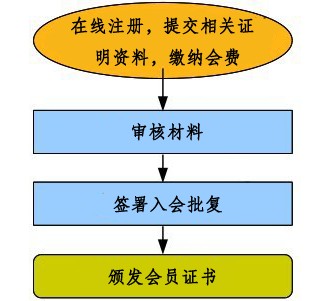 在线注册，提交相关证
明资料，缴纳会费
审核材料
签署入会批复
颁发会员证书